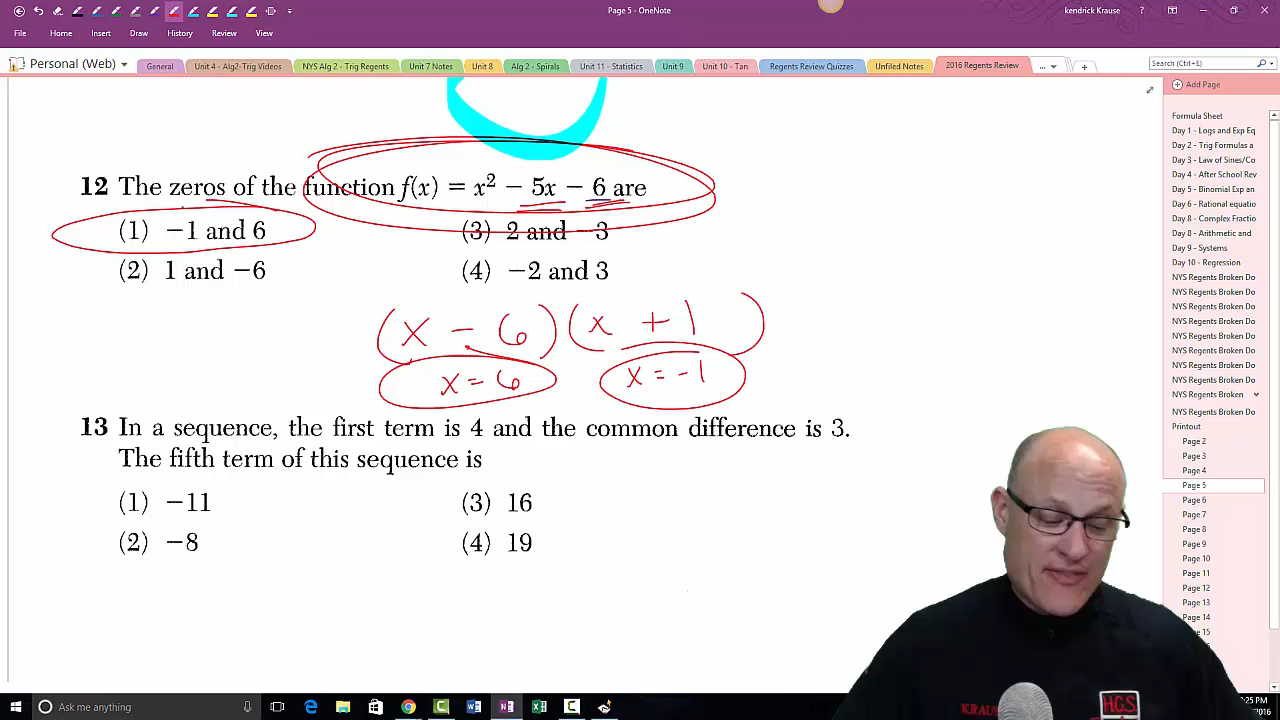 Page 5 - OneNote
kendrick Krause
File Home Insert Draw History Review View
Personal (Web) General Unit 4 - Alg2-Trig Videos NYS Alg 2 - Trig Regents Unit 7 Notes Unit 8 Alg 2 - Spirals Unit 11 - Statistics Unit 9 Unit 10 - Tan Regents Review Quizzes Unfiled Notes 2016 Regents Review ... Search (Ctrl+E)
12 The zeros of the function f(x) = x² − 5x − 6 are
(1) −1 and 6 (3) 2 and −3
(2) 1 and −6 (4) −2 and 3
(x − 6)(x + 1)
x = 6 x = −1
13 In a sequence, the first term is 4 and the common difference is 3.
The fifth term of this sequence is
(1) −11 (3) 16
(2) −8 (4) 19
Add Page
Formula Sheet
Day 1 - Logs and Exp Eq
Day 2 - Trig Formulas a
Day 3 - Law of Sines/Co
Day 4 - After School Rev
Day 5 - Binomial Exp an
Day 6 - Rational equatio
Day 8 - Complex Fractio
Day 8 - Arithmetic and
Day 9 - Systems
Day 10 - Regression
NYS Regents Broken Do
NYS Regents Broken Do
NYS Regents Broken Do
NYS Regents Broken Do
NYS Regents Broken Do
NYS Regents Broken Do
NYS Regents Broken Do
NYS Regents Broken Do
NYS Regents Broken
NYS Regents Broken Do
Printout
Page 2
Page 3
Page 4
Page 5
Page 6
Page 7
Page 8
Page 9
Page 10
Page 11
Page 12
Page 13
Page 14
KRAUS
HGS
Ask me anything